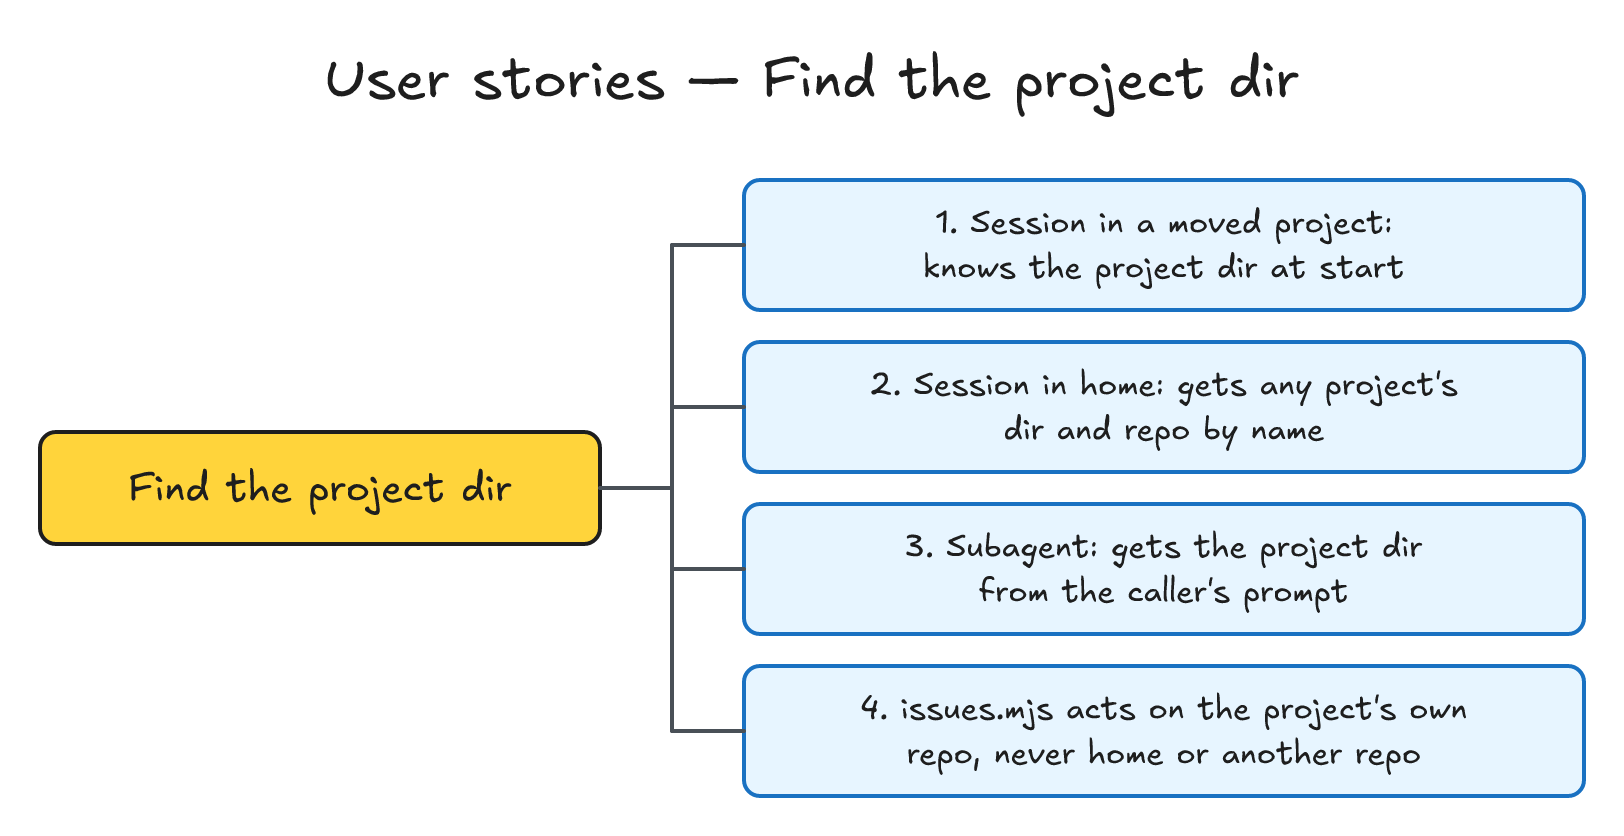 User stories — Find the project dir
1. Session in a moved project:
knows the project dir at start
2. Session in home: gets any project's
dir and repo by name
Find the project dir
3. Subagent: gets the project dir
from the caller's prompt
4. issues.mjs acts on the project's own
repo, never home or another repo